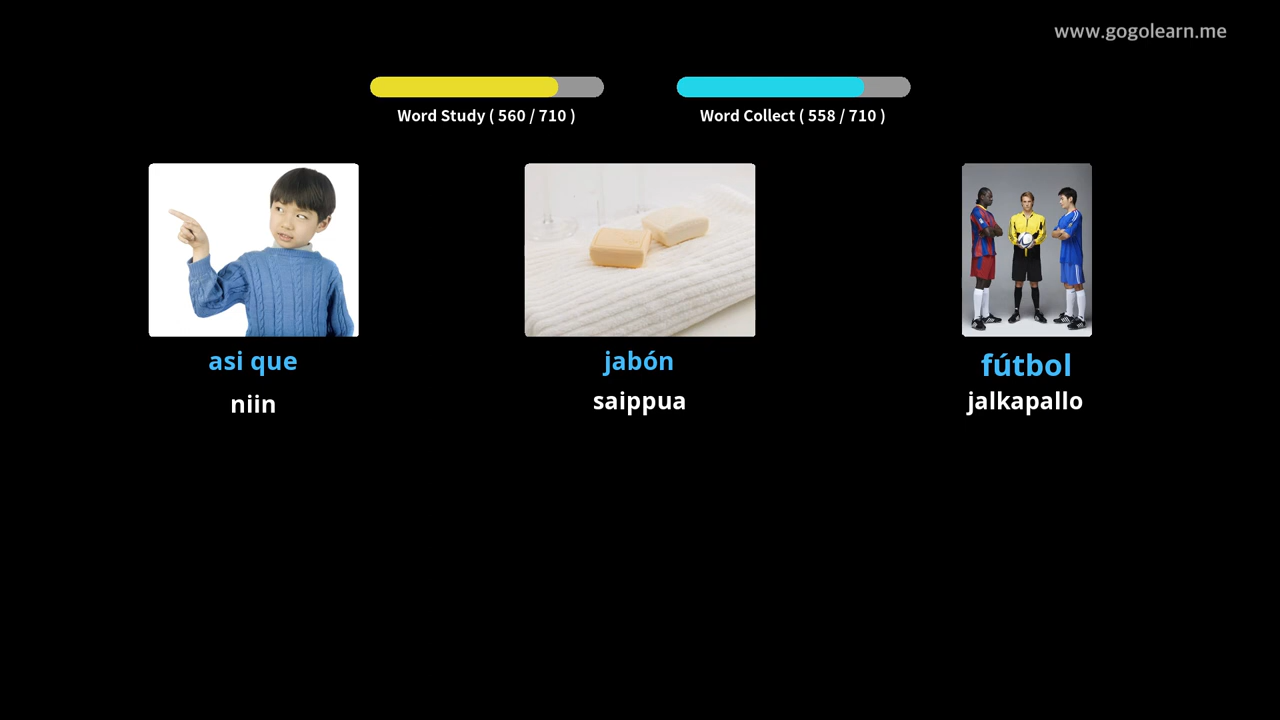 www.gogolearn.me
Word Study ( 560 / 710 )
Word Collect ( 558 / 710 )
asi que
niin
jabón
saippua
fútbol
jalkapallo